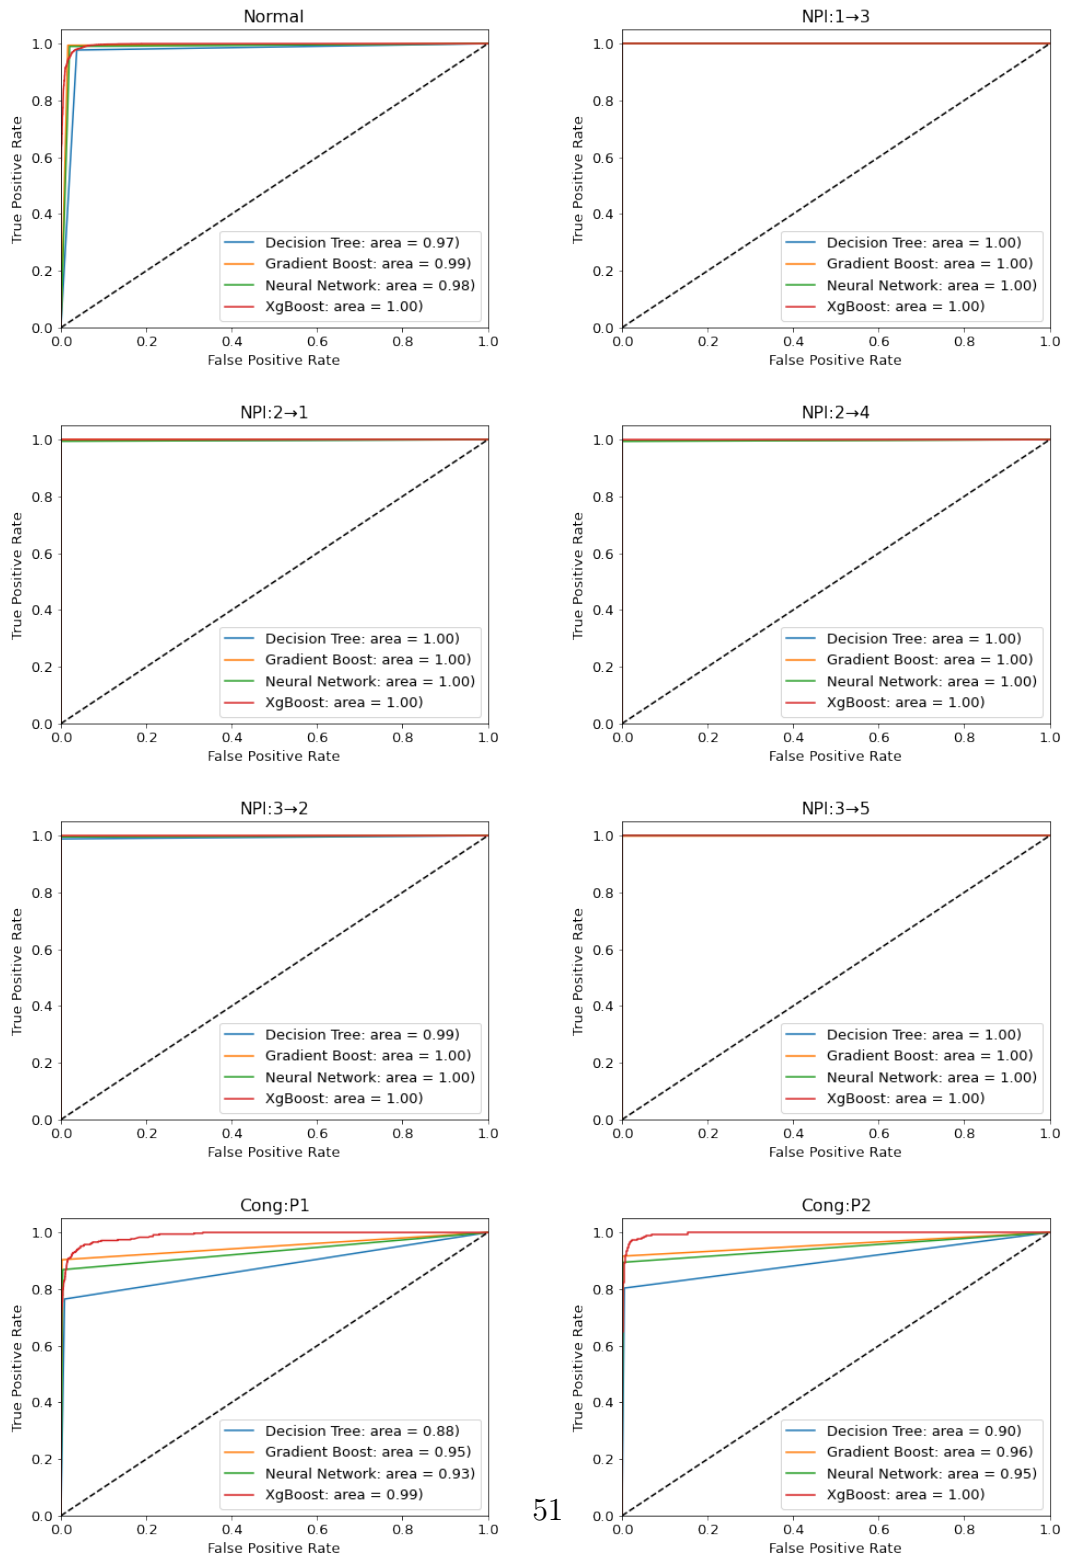 Normal
True Positive Rate
1.0
0.8
0.6
0.4
0.2
0.0
Decision Tree: area = 0.97)
Gradient Boost: area = 0.99)
Neural Network: area = 0.98)
XgBoost: area = 1.00)
0.0 0.2 0.4 0.6 0.8 1.0
False Positive Rate
NPI:1→3
True Positive Rate
1.0
0.8
0.6
0.4
0.2
0.0
Decision Tree: area = 1.00)
Gradient Boost: area = 1.00)
Neural Network: area = 1.00)
XgBoost: area = 1.00)
0.0 0.2 0.4 0.6 0.8 1.0
False Positive Rate
NPI:2→1
True Positive Rate
1.0
0.8
0.6
0.4
0.2
0.0
Decision Tree: area = 1.00)
Gradient Boost: area = 1.00)
Neural Network: area = 1.00)
XgBoost: area = 1.00)
0.0 0.2 0.4 0.6 0.8 1.0
False Positive Rate
NPI:2→4
True Positive Rate
1.0
0.8
0.6
0.4
0.2
0.0
Decision Tree: area = 1.00)
Gradient Boost: area = 1.00)
Neural Network: area = 1.00)
XgBoost: area = 1.00)
0.0 0.2 0.4 0.6 0.8 1.0
False Positive Rate
NPI:3→2
True Positive Rate
1.0
0.8
0.6
0.4
0.2
0.0
Decision Tree: area = 0.99)
Gradient Boost: area = 1.00)
Neural Network: area = 1.00)
XgBoost: area = 1.00)
0.0 0.2 0.4 0.6 0.8 1.0
False Positive Rate
NPI:3→5
True Positive Rate
1.0
0.8
0.6
0.4
0.2
0.0
Decision Tree: area = 1.00)
Gradient Boost: area = 1.00)
Neural Network: area = 1.00)
XgBoost: area = 1.00)
0.0 0.2 0.4 0.6 0.8 1.0
False Positive Rate
Cong:P1
True Positive Rate
1.0
0.8
0.6
0.4
0.2
0.0
Decision Tree: area = 0.88)
Gradient Boost: area = 0.95)
Neural Network: area = 0.93)
XgBoost: area = 0.99)
0.0 0.2 0.4 0.6 0.8 1.0
False Positive Rate
Cong:P2
True Positive Rate
1.0
0.8
0.6
0.4
0.2
0.0
Decision Tree: area = 0.90)
Gradient Boost: area = 0.96)
Neural Network: area = 0.95)
XgBoost: area = 1.00)
0.0 0.2 0.4 0.6 0.8 1.0
False Positive Rate
51